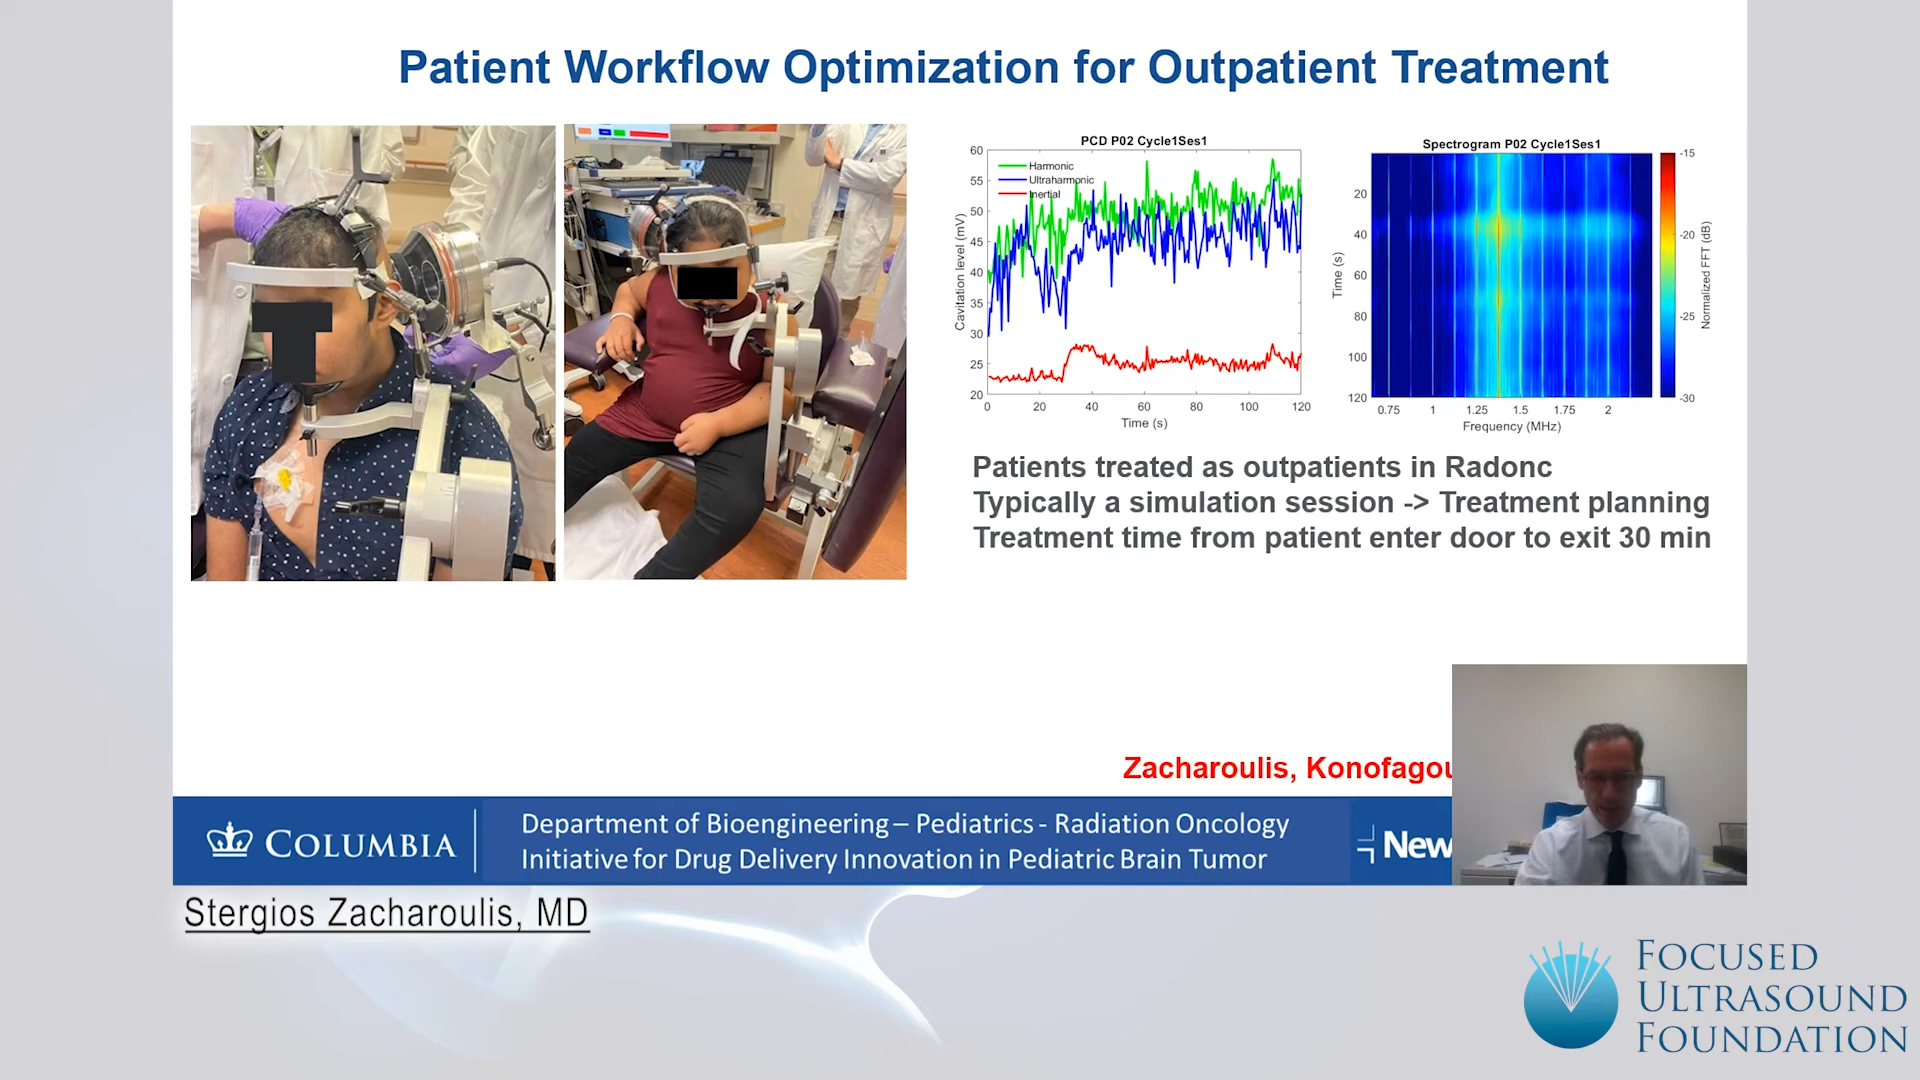 Patient Workflow Optimization for Outpatient Treatment
PCD P02 Cycle1Ses1
Harmonic
Ultraharmonic
Inertial
Cavitation level (mV)
60
55
50
45
40
35
30
25
20
0 20 40 60 80 100 120
Time (s)
Spectrogram P02 Cycle1Ses1
Time (s)
20
40
60
80
100
120
0.75 1 1.25 1.5 1.75 2
Frequency (MHz)
-15
-20
-25
-30
Normalized FFT (dB)
Patients treated as outpatients in Radonc
Typically a simulation session -> Treatment planning
Treatment time from patient enter door to exit 30 min
Zacharoulis, Konofagou
COLUMBIA
Department of Bioengineering – Pediatrics - Radiation Oncology
Initiative for Drug Delivery Innovation in Pediatric Brain Tumor
New
Stergios Zacharoulis, MD
FOCUSED
ULTRASOUND
FOUNDATION